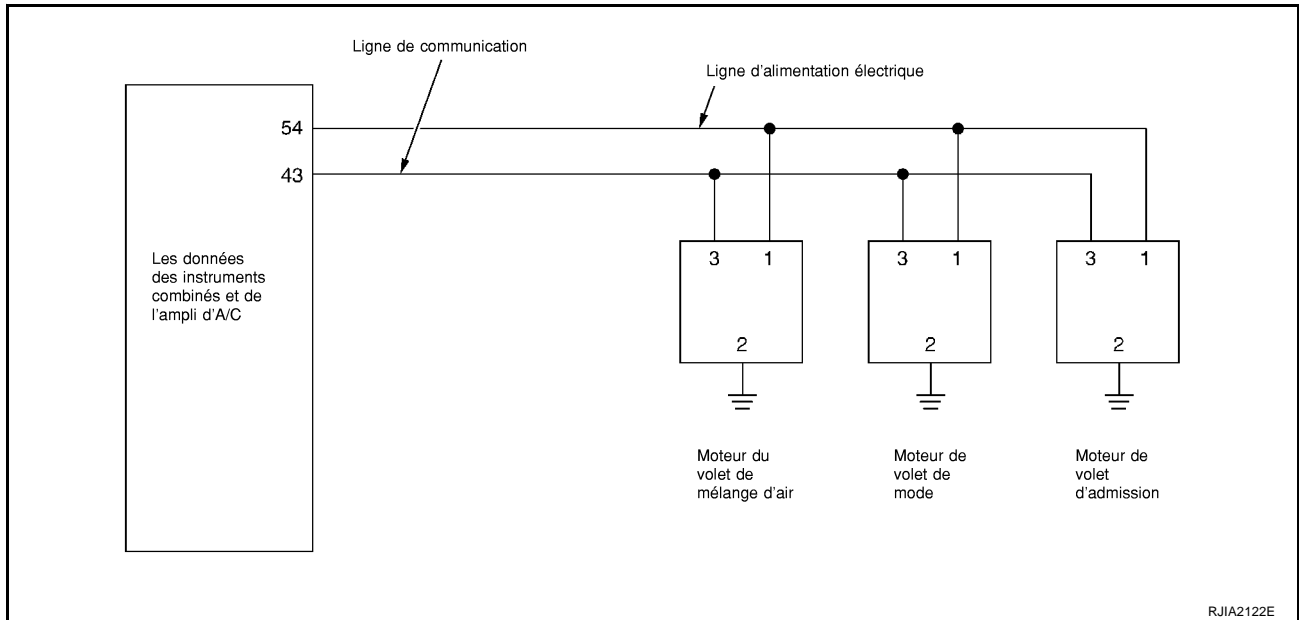 Ligne de communication
Ligne d'alimentation électrique
54
43
Les données
des instruments
combinés et de
l'ampli d'A/C
3 1
2
3 1
2
3 1
2
Moteur du
volet de
mélange d'air
Moteur de
volet de
mode
Moteur de
volet
d'admission
RJIA2122E